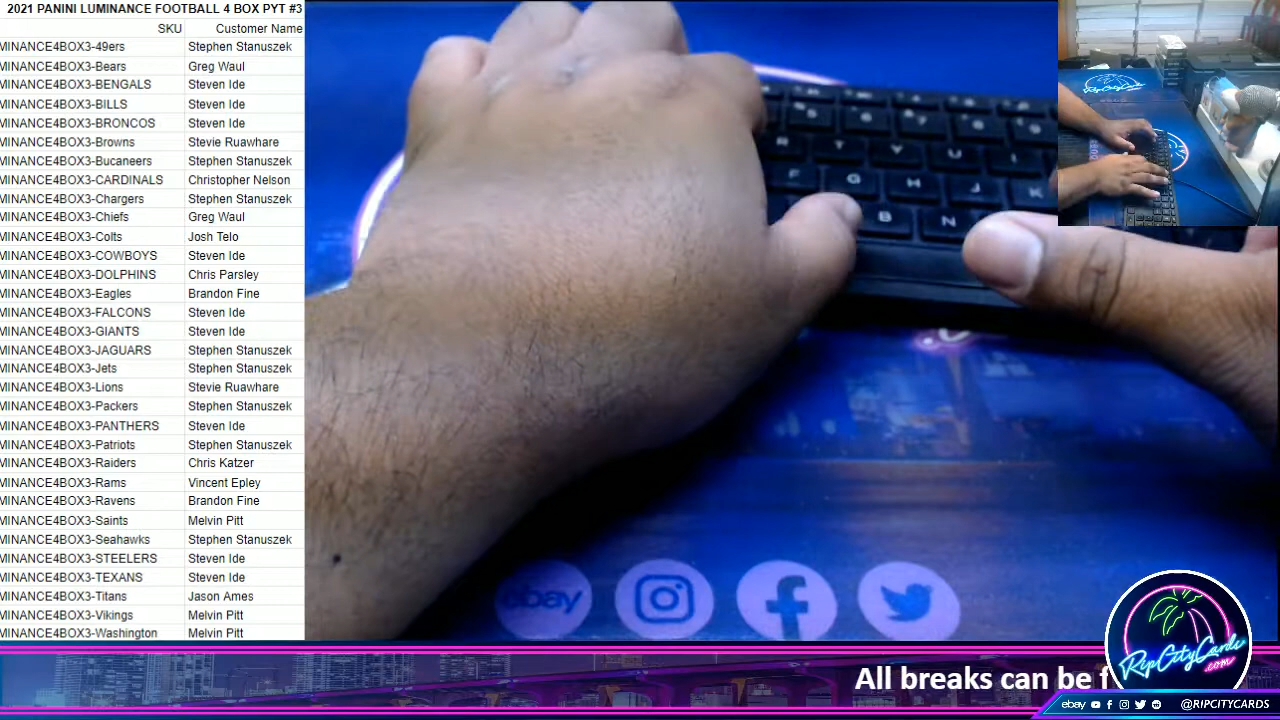 2021 PANINI LUMINANCE FOOTBALL 4 BOX PYT #3
SKU Customer Name
MINANCE4BOX3-49ers Stephen Stanuszek
MINANCE4BOX3-Bears Greg Waul
MINANCE4BOX3-BENGALS Steven Ide
MINANCE4BOX3-BILLS Steven Ide
MINANCE4BOX3-BRONCOS Steven Ide
MINANCE4BOX3-Browns Stevie Ruawhare
MINANCE4BOX3-Bucaneers Stephen Stanuszek
MINANCE4BOX3-CARDINALS Christopher Nelson
MINANCE4BOX3-Chargers Stephen Stanuszek
MINANCE4BOX3-Chiefs Greg Waul
MINANCE4BOX3-Colts Josh Telo
MINANCE4BOX3-COWBOYS Steven Ide
MINANCE4BOX3-DOLPHINS Chris Parsley
MINANCE4BOX3-Eagles Brandon Fine
MINANCE4BOX3-FALCONS Steven Ide
MINANCE4BOX3-GIANTS Steven Ide
MINANCE4BOX3-JAGUARS Stephen Stanuszek
MINANCE4BOX3-Jets Stephen Stanuszek
MINANCE4BOX3-Lions Stevie Ruawhare
MINANCE4BOX3-Packers Stephen Stanuszek
MINANCE4BOX3-PANTHERS Steven Ide
MINANCE4BOX3-Patriots Stephen Stanuszek
MINANCE4BOX3-Raiders Chris Katzer
MINANCE4BOX3-Rams Vincent Epley
MINANCE4BOX3-Ravens Brandon Fine
MINANCE4BOX3-Saints Melvin Pitt
MINANCE4BOX3-Seahawks Stephen Stanuszek
MINANCE4BOX3-STEELERS Steven Ide
MINANCE4BOX3-TEXANS Steven Ide
MINANCE4BOX3-Titans Jason Ames
MINANCE4BOX3-Vikings Melvin Pitt
MINANCE4BOX3-Washington Melvin Pitt
R T Y U I
F G H J K
B N
ebay
All breaks can be f
RipCityCards
.com
ebay @RIPCITYCARDS